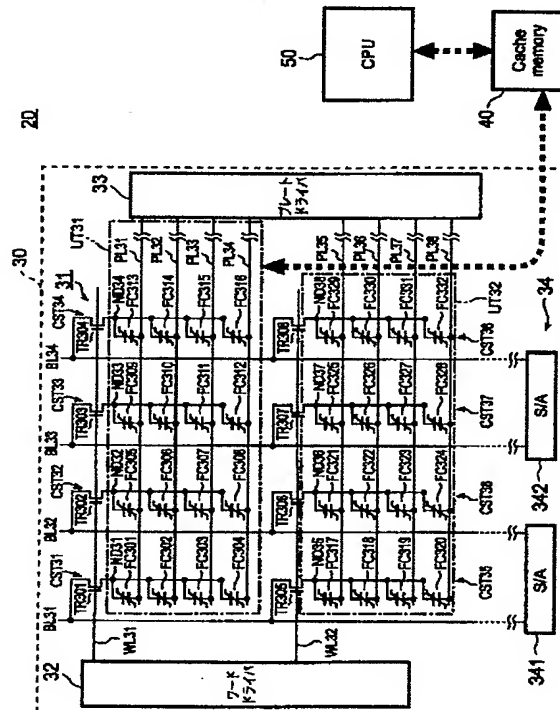 20
30
31
33
プレート
ドライバ
UT31
BL31
CST31
BL32
CST32
BL33
CST33
BL34
CST34
TR301
TR302
TR303
TR304
ND31
ND32
ND33
ND34
FC301
FC305
FC309
FC313
PL31
FC302
FC306
FC310
FC314
PL32
FC303
FC307
FC311
FC315
PL33
FC304
FC308
FC312
FC316
PL34
32
ワード
ドライバ
WL31
WL32
TR305
TR306
TR307
TR308
ND35
ND36
ND37
ND38
FC317
FC321
FC325
FC329
PL35
FC318
FC322
FC326
FC330
PL36
FC319
FC323
FC327
FC331
PL37
FC320
FC324
FC328
FC332
PL38
UT32
CST35
CST36
CST37
CST38
34
S/A
341
S/A
342
50
CPU
40
Cache
memory